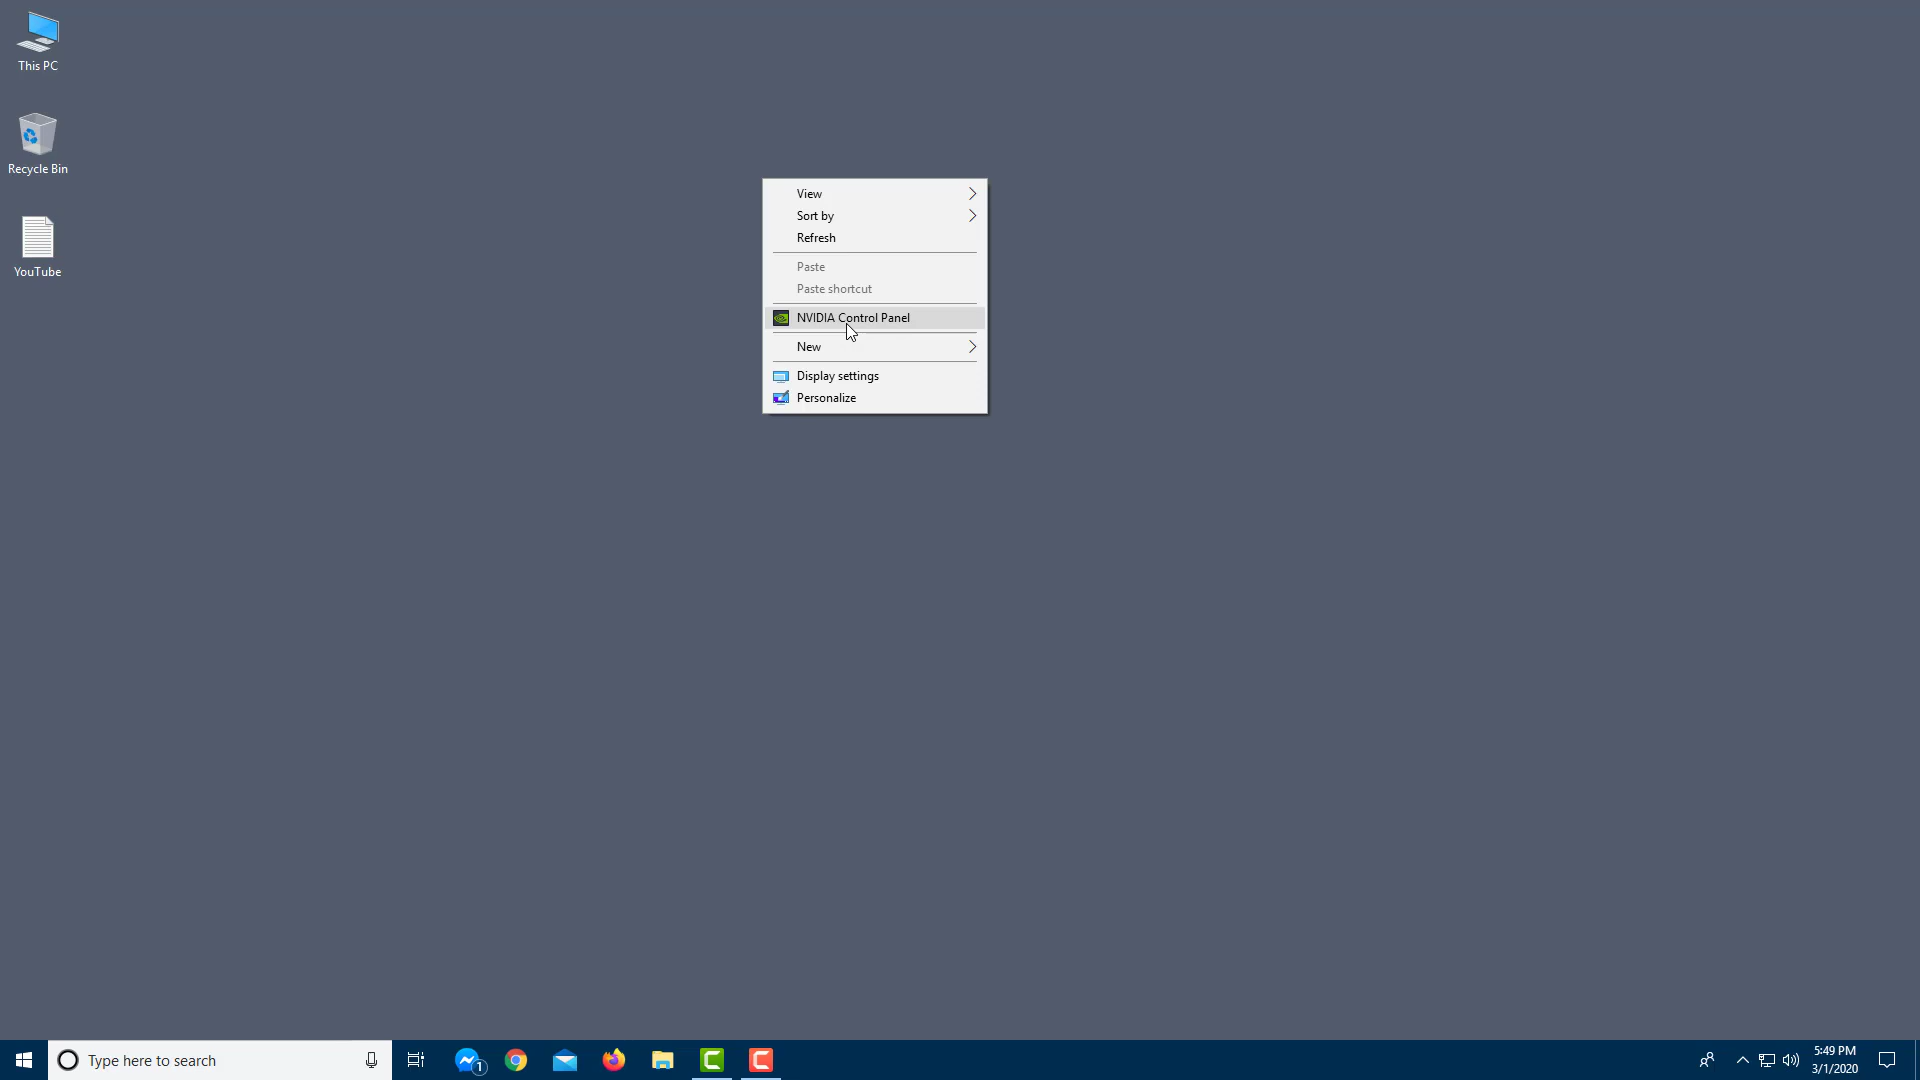 This PC
Recycle Bin
YouTube
View
Sort by
Refresh
Paste
Paste shortcut
NVIDIA Control Panel
New
Display settings
Personalize
Type here to search
1
5:49 PM
3/1/2020